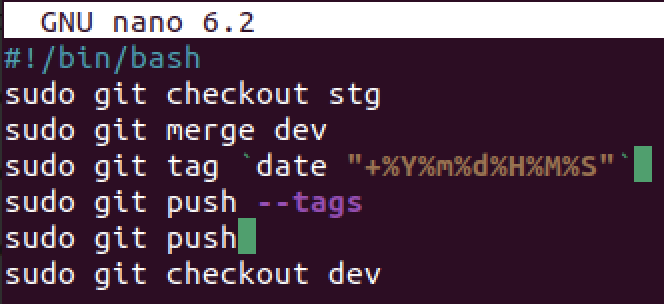 GNU nano 6.2
#!/bin/bash
sudo git checkout stg
sudo git merge dev
sudo git tag `date "+%Y%m%d%H%M%S"`
sudo git push --tags
sudo git push
sudo git checkout dev